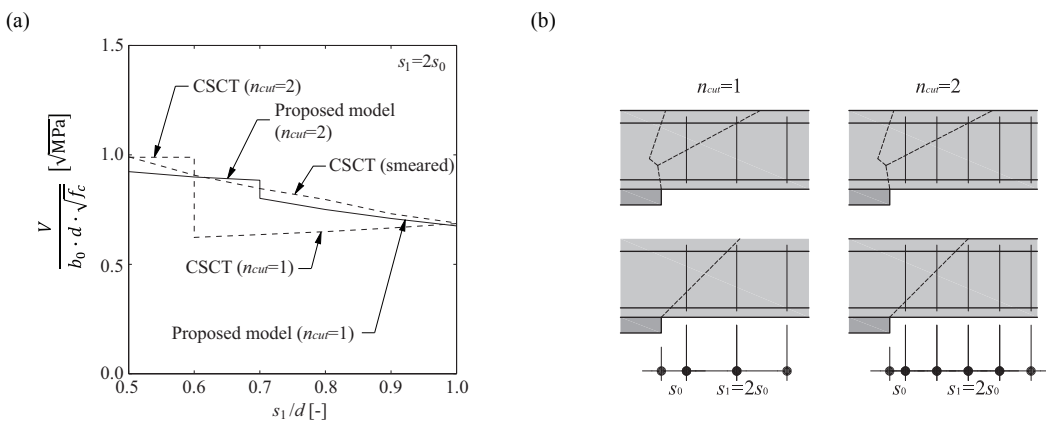 (a)
(b)
1.5
1.0
0.5
0
V
b0 · d · √fc
[√MPa]
s1=2s0
CSCT (ncut=2)
Proposed model
(ncut=2)
CSCT (smeared)
CSCT (ncut=1)
Proposed model (ncut=1)
0.5 0.6 0.7 0.8 0.9 1.0
s1/d [-]
ncut=1
ncut=2
s0 s1=2s0
s0 s1=2s0